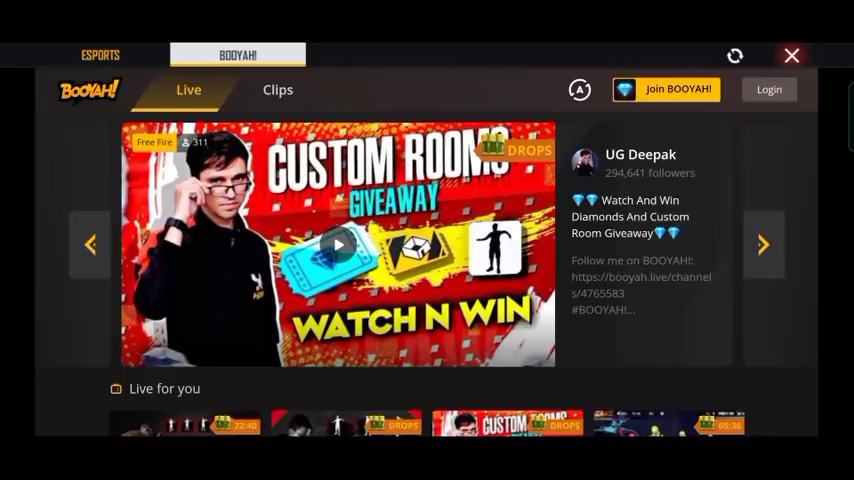 ESPORTS
BOOYAH!
BOOYAH!
Live
Clips
A
Join BOOYAH!
Login
Free Fire
311
CUSTOM ROOMS
DROPS
GIVEAWAY
WATCH N WIN
UG Deepak
294,641 followers
💎💎 Watch And Win
Diamonds And Custom
Room Giveaway💎💎
Follow me on BOOYAH!:
https://booyah.live/channel
s/4765583
#BOOYAH!...
Live for you
22:40
DROPS
CUSTOM ROOMS
DROPS
05:36